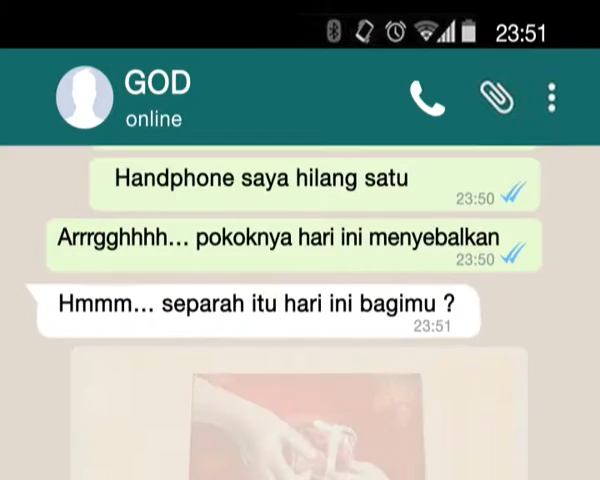 23:51
GOD
online
Handphone saya hilang satu
23:50
Arrrgghhhh... pokoknya hari ini menyebalkan
23:50
Hmmm... separah itu hari ini bagimu ?
23:51